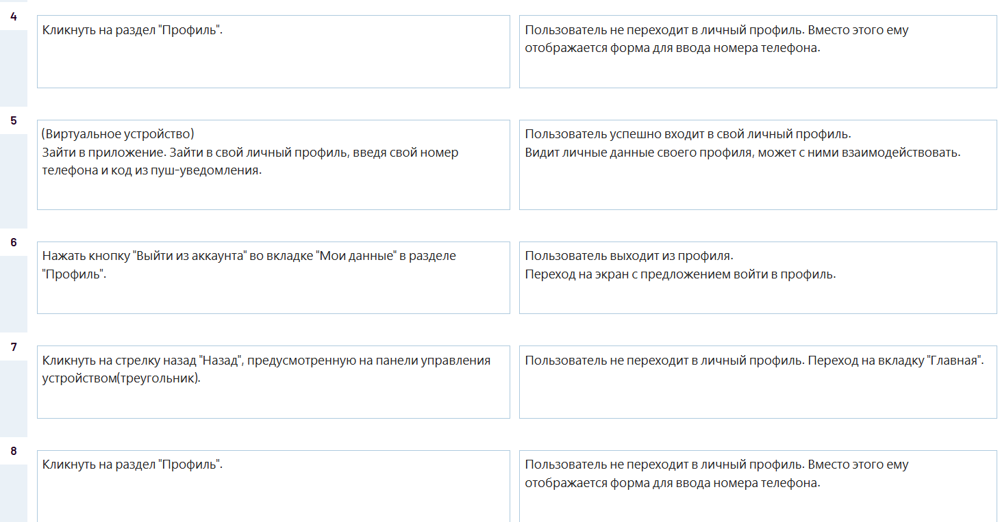 4
Кликнуть на раздел "Профиль".
Пользователь не переходит в личный профиль. Вместо этого ему
отображается форма для ввода номера телефона.
5
(Виртуальное устройство)
Зайти в приложение. Зайти в свой личный профиль, введя свой номер
телефона и код из пуш-уведомления.
Пользователь успешно входит в свой личный профиль.
Видит личные данные своего профиля, может с ними взаимодействовать.
6
Нажать кнопку "Выйти из аккаунта" во вкладке "Мои данные" в разделе
"Профиль".
Пользователь выходит из профиля.
Переход на экран с предложением войти в профиль.
7
Кликнуть на стрелку назад "Назад", предусмотренную на панели управления
устройством(треугольник).
Пользователь не переходит в личный профиль. Переход на вкладку "Главная".
8
Кликнуть на раздел "Профиль".
Пользователь не переходит в личный профиль. Вместо этого ему
отображается форма для ввода номера телефона.